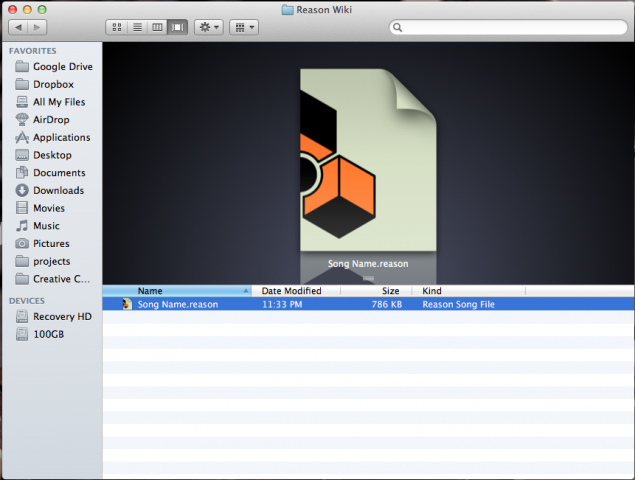 Reason Wiki
FAVORITES
Google Drive
Dropbox
All My Files
AirDrop
Applications
Desktop
Documents
Downloads
Movies
Music
Pictures
projects
Creative C...
DEVICES
Recovery HD
100GB
Song Name.reason
Name Date Modified Size Kind
Song Name.reason 11:33 PM 786 KB Reason Song File